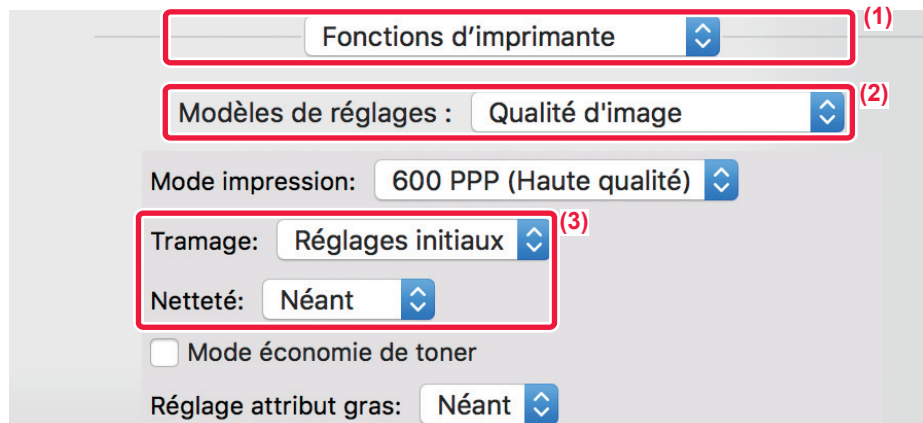 Fonctions d’imprimante
(1)
Modèles de réglages : Qualité d'image
(2)
Mode impression: 600 PPP (Haute qualité)
Tramage: Réglages initiaux
(3)
Netteté: Néant
Mode économie de toner
Réglage attribut gras: Néant